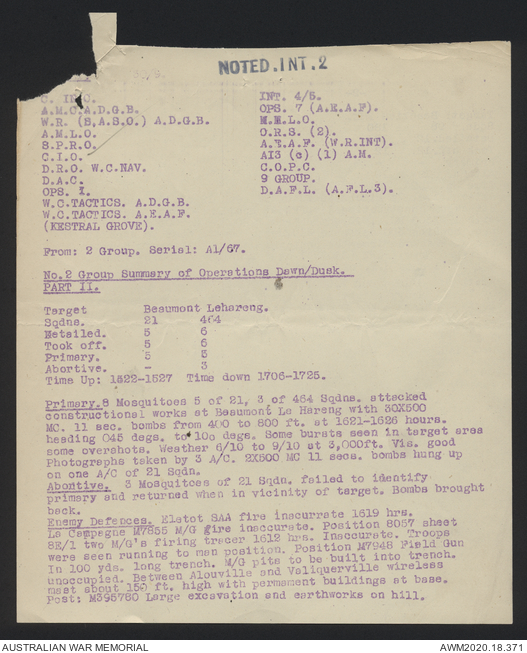 NOTED.INT.2
C. INFO.
A.M.C.A.D.G.B.
W.R. (S.A.S.O.) A.D.G.B.
A.M.L.O.
S.P.R.O.
C.I.O.
D.R.O. W.C.NAV.
D.A.C.
OPS. I.
W.C.TACTICS. A.D.G.B.
W.C.TACTICS. A.E.A.F.
(KESTRAL GROVE).
INT. 4/5.
OPS. 7 (A.E.A.F).
M.H.L.O.
O.R.S. (2).
A.E.A.F. (W.R.INT).
AI3 (c) (1) A.M.
C.O.P.C.
9 GROUP.
D.A.F.L. (A.F.L.3).
From: 2 Group. Serial: A1/67.
No.2 Group Summary of Operations Dawn/Dusk.
PART II.
Target Beaumont Lehareng.
Sqdns. 21 464
Detailed. 5 6
Took off. 5 6
Primary. 5 3
Abortive. - 3
Time Up: 1522-1527 Time down 1706-1725.
Primary 8 Mosquitoes 5 of 21, 3 of 464 Sqdns. attacked
constructional works at Beaumont Le Hareng with 30X500
MC. 11 sec. bombs from 400 to 800 ft. at 1621-1626 hours.
heading 045 degs. to 100 degs. Some bursts seen in target area
some overshots. Weather 6/10 to 9/10 at 3,000ft. Vis. good
Photographs taken by 3 A/C. 2X500 MC 11 secs. bombs hung up
on one A/C of 21 Sqdn.
Abortive. 3 Mosquitoes of 21 Sqdn. failed to identify
primary and returned when in vicinity of target. Bombs brought
back.
Enemy Defences. Eletot SAA fire inacurrate 1619 hrs.
La Campagne M7855 M/G gire inaccurate. Position 8057 sheet
8E/1 two M/G's firing tracer 1612 hrs. Inaccurate. Troops
were seen running to man position. Position M7948 Field Gun
In 100 yds. long trench. M/G pits to be built into trench.
unoccupied. Between Alouville and Valiquerville wireless
mast about 150 ft. high with permament buildings at base.
Post: M396780 Large excavation and earthworks on hill.
AUSTRALIAN WAR MEMORIAL
AWM2020.18.371